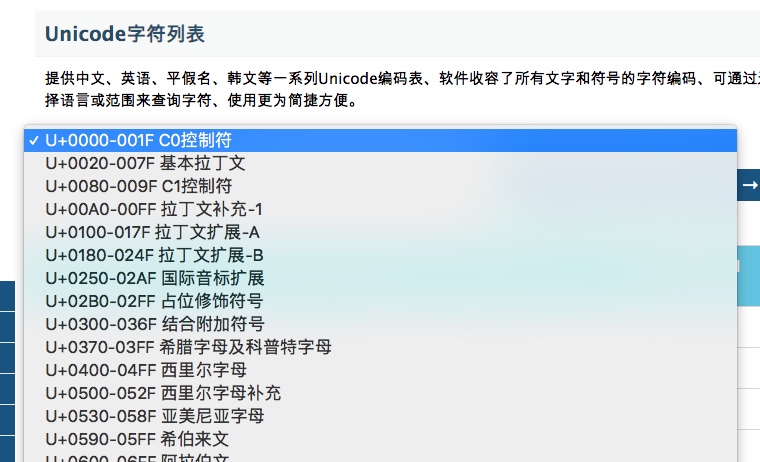 Unicode字符列表
提供中文、英语、平假名、韩文等一系列Unicode编码表、软件收容了所有文字和符号的字符编码、可通过
择语言或范围来查询字符、使用更为简捷方便。
✓ U+0000-001F C0控制符
U+0020-007F 基本拉丁文
U+0080-009F C1控制符
→
U+00A0-00FF 拉丁文补充-1
U+0100-017F 拉丁文扩展-A
U+0180-024F 拉丁文扩展-B
U+0250-02AF 国际音标扩展
U+02B0-02FF 占位修饰符号
U+0300-036F 结合附加符号
U+0370-03FF 希腊字母及科普特字母
U+0400-04FF 西里尔字母
U+0500-052F 西里尔字母补充
U+0530-058F 亚美尼亚字母
U+0590-05FF 希伯来文
U+0600-06FF 阿拉伯文